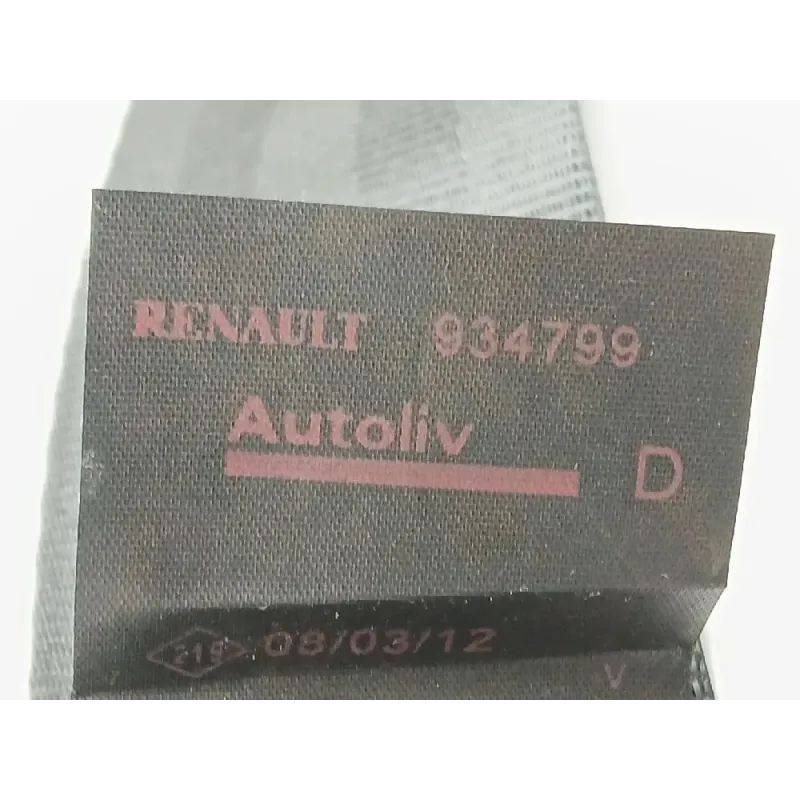 RENAULT 934799
Autoliv
D
219 08/03/12
V